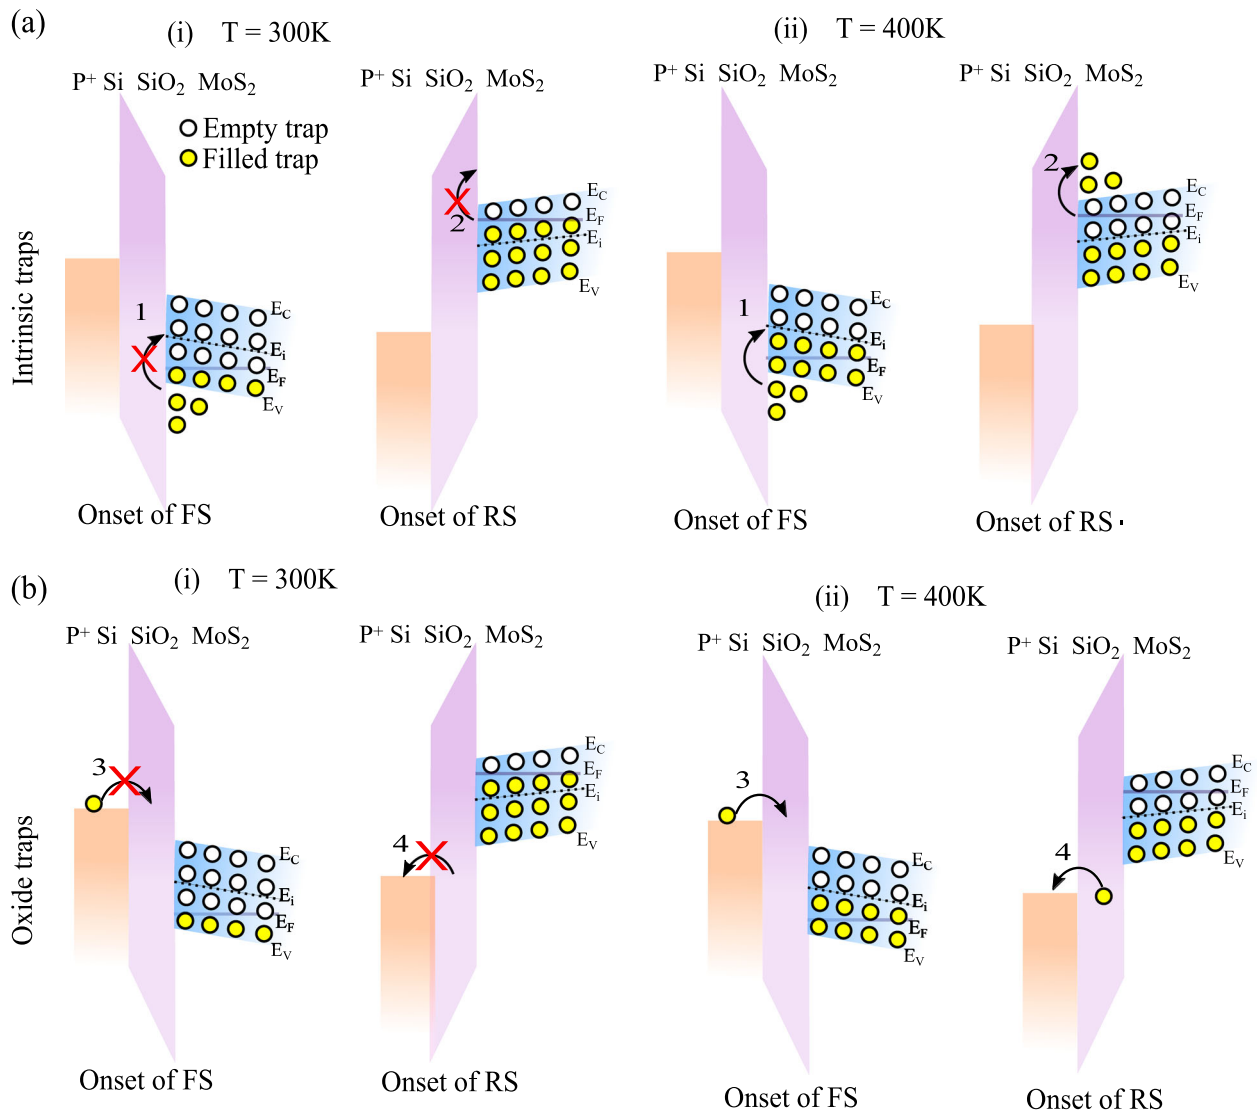 (a)
(i) T = 300K
(ii) T = 400K
P+ Si SiO2 MoS2
P+ Si SiO2 MoS2
P+ Si SiO2 MoS2
P+ Si SiO2 MoS2
Empty trap
Filled trap
Intrinsic traps
1
EC
Ei
EF
EV
Onset of FS
2
EC
EF
Ei
EV
Onset of RS
1
EC
Ei
EF
EV
Onset of FS
2
EC
EF
Ei
EV
Onset of RS
(b)
(i) T = 300K
(ii) T = 400K
P+ Si SiO2 MoS2
P+ Si SiO2 MoS2
P+ Si SiO2 MoS2
P+ Si SiO2 MoS2
Oxide traps
3
EC
Ei
EF
EV
Onset of FS
4
EC
EF
Ei
EV
Onset of RS
3
EC
Ei
EF
EV
Onset of FS
4
EC
EF
Ei
EV
Onset of RS